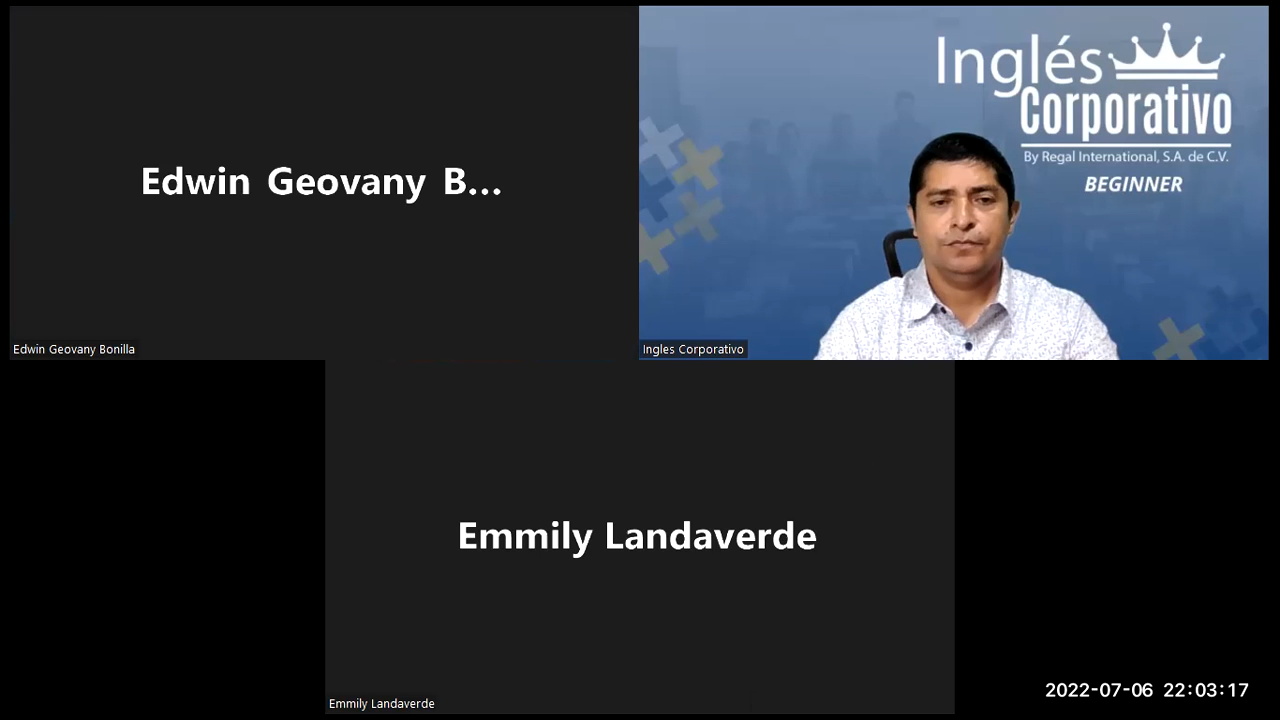 Edwin Geovany B...
Edwin Geovany Bonilla
Inglés
Corporativo
By Regal International, S.A. de C.V.
BEGINNER
Ingles Corporativo
Emmily Landaverde
Emmily Landaverde
2022-07-06 22:03:17